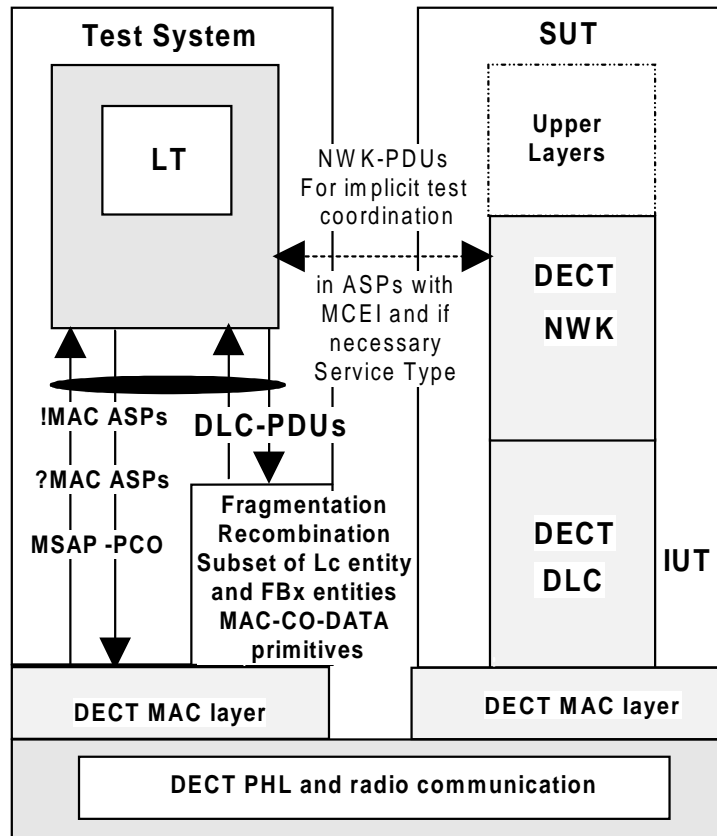 Test System
SUT
LT
Upper
Layers
NWK-PDUs
For implicit test
coordination
in ASPs with
MCEI and if
necessary
Service Type
DECT
NWK
!MAC ASPs
DLC-PDUs
?MAC ASPs
MSAP -PCO
Fragmentation
Recombination
Subset of Lc entity
and FBx entities
MAC-CO-DATA
primitives
DECT
DLC
IUT
DECT MAC layer
DECT MAC layer
DECT PHL and radio communication